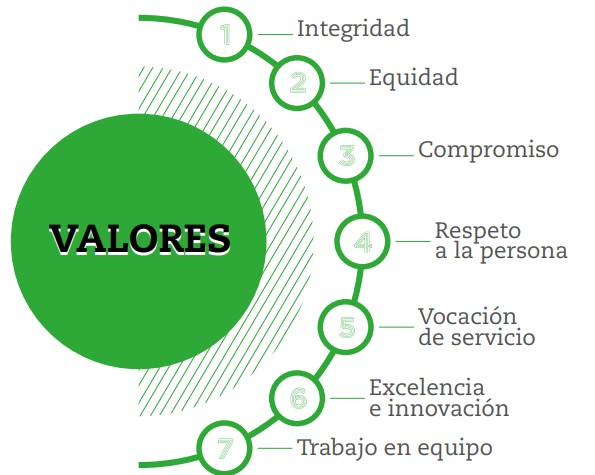 VALORES
1
Integridad
2
Equidad
3
Compromiso
4
Respeto
a la persona
5
Vocación
de servicio
6
Excelencia
e innovación
7
Trabajo en equipo